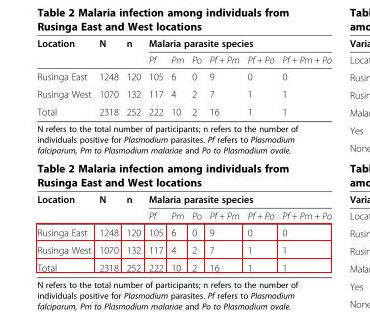 Table 2 Malaria infection among individuals from
Rusinga East and West locations
Location N n Malaria parasite species
Pf Pm Po Pf + Pm Pf + Po Pf + Pm + Po
Rusinga East 1248 120 105 6 0 9 0 0
Rusinga West 1070 132 117 4 2 7 1 1
Total 2318 252 222 10 2 16 1 1
N refers to the total number of participants; n refers to the number of
individuals positive for Plasmodium parasites. Pf refers to Plasmodium
falciparum, Pm to Plasmodium malariae and Po to Plasmodium ovale.
Table 2 Malaria infection among individuals from
Rusinga East and West locations
Location N n Malaria parasite species
Pf Pm Po Pf + Pm Pf + Po Pf + Pm + Po
Rusinga East 1248 120 105 6 0 9 0 0
Rusinga West 1070 132 117 4 2 7 1 1
Total 2318 252 222 10 2 16 1 1
N refers to the total number of participants; n refers to the number of
individuals positive for Plasmodium parasites. Pf refers to Plasmodium
falciparum, Pm to Plasmodium malariae and Po to Plasmodium ovale.
Tabl
amo
Varia
Locat
Rusin
Rusin
Malar
Yes
None
Tabl
amo
Varia
Locat
Rusin
Rusin
Malar
Yes
None